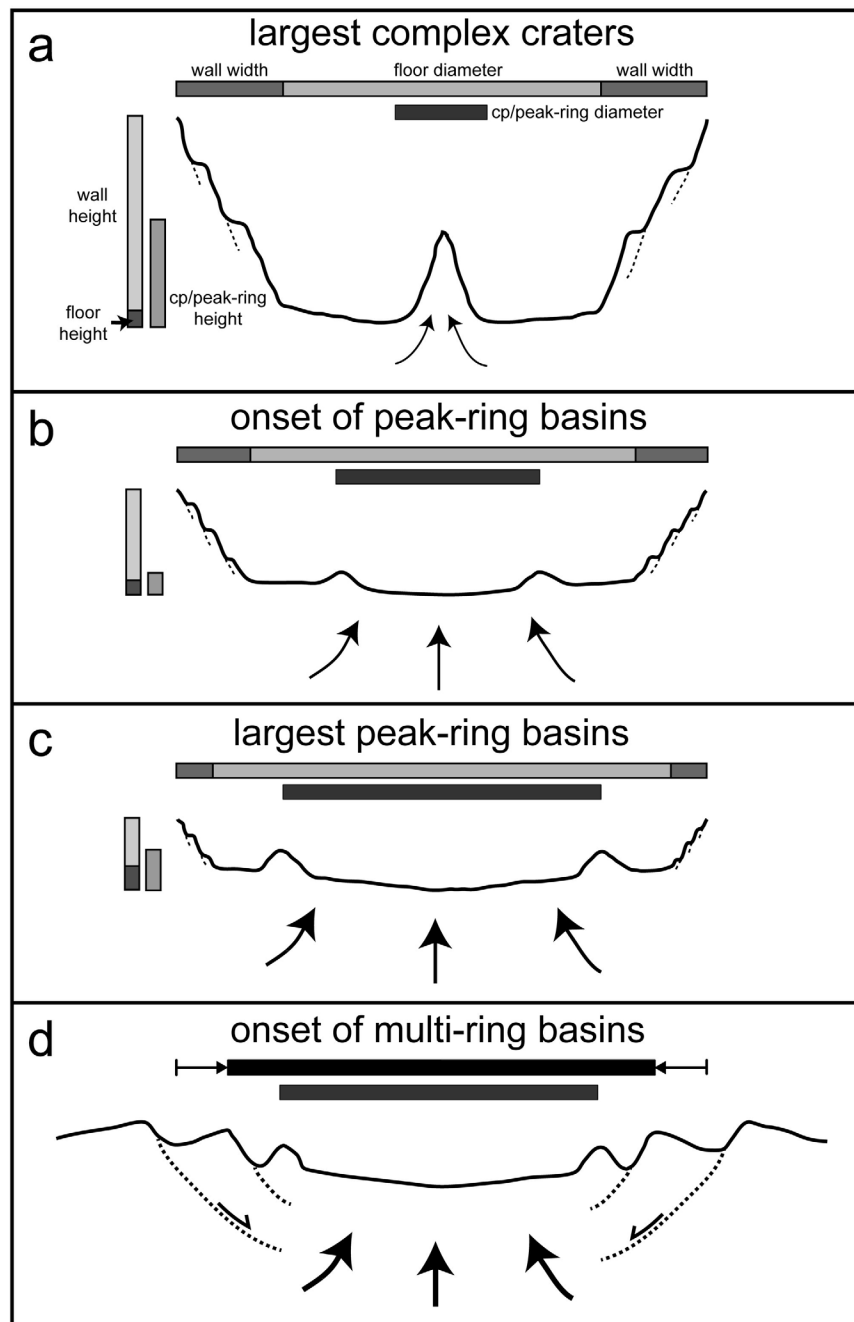 a
largest complex craters
wall width
floor diameter
wall width
cp/peak-ring diameter
wall
height
floor
height
cp/peak-ring
height
b
onset of peak-ring basins
c
largest peak-ring basins
d
onset of multi-ring basins